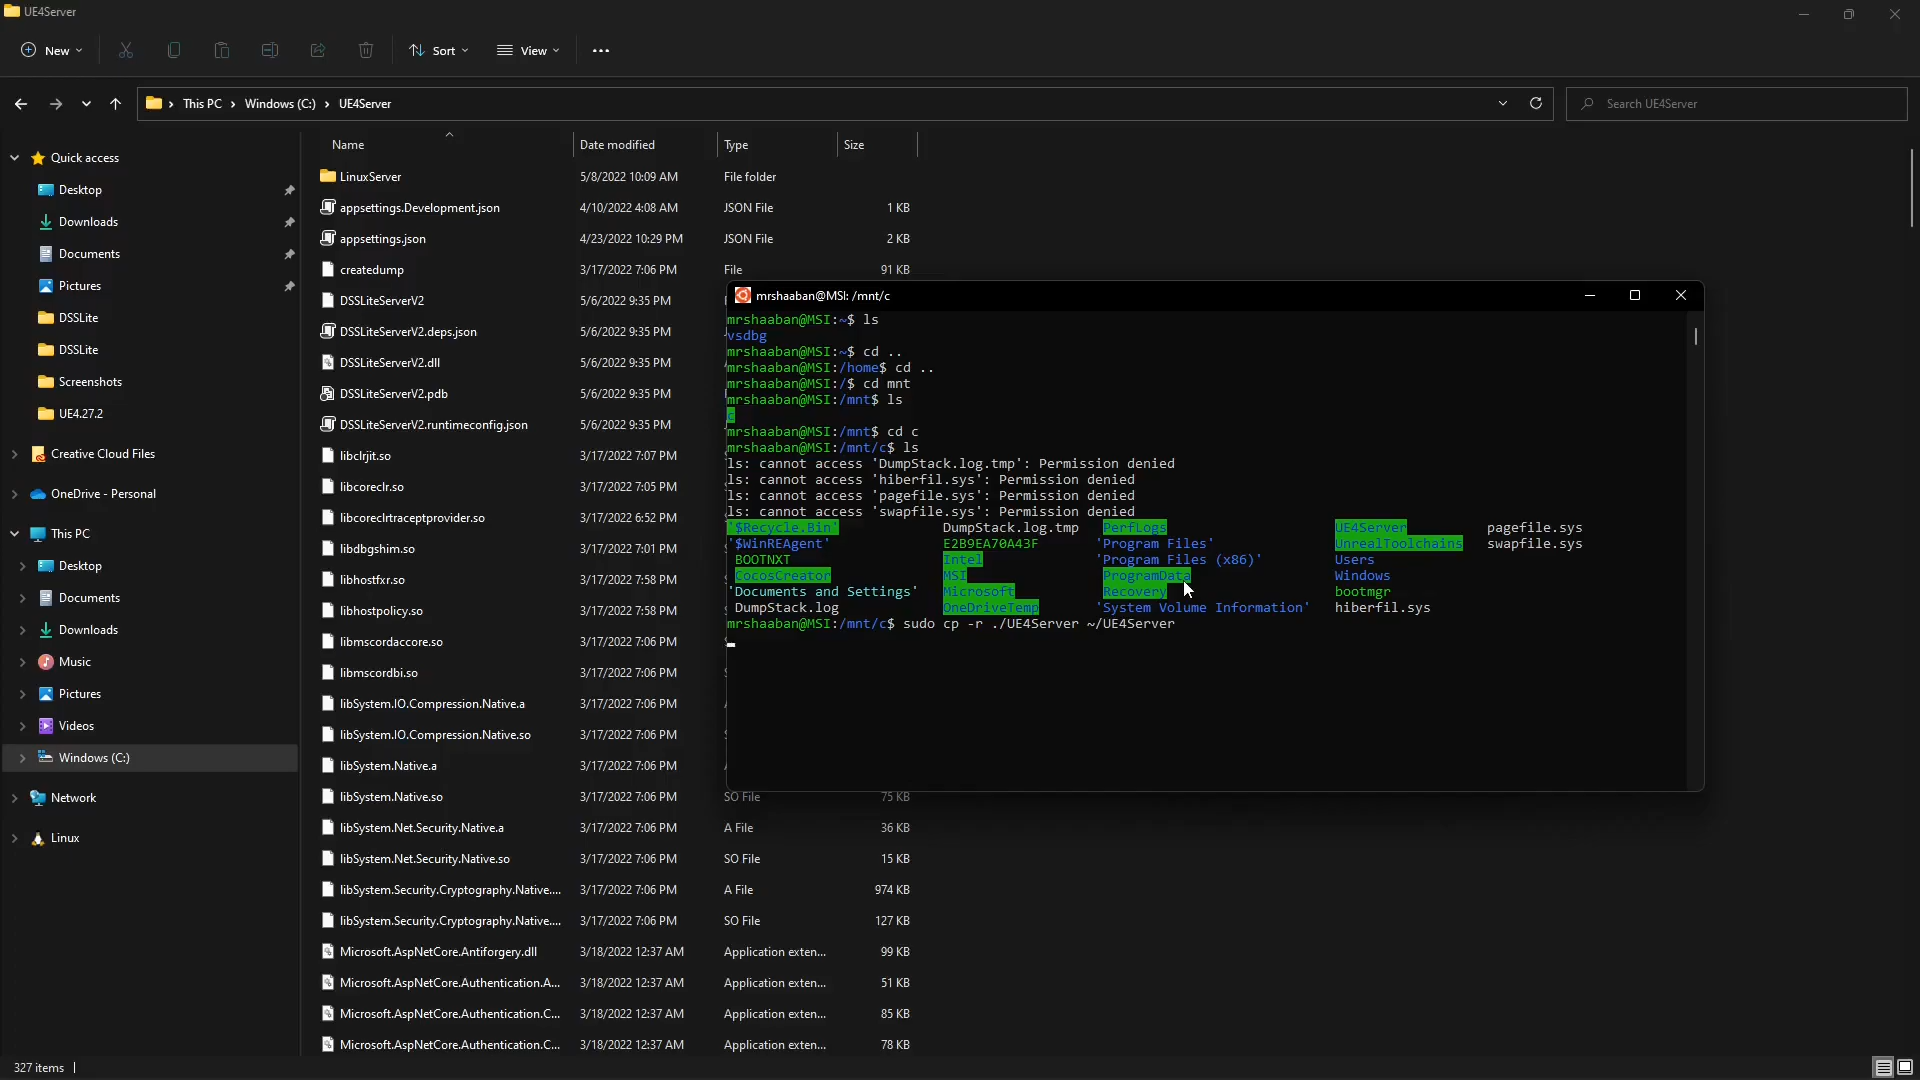 UE4Server
New
Sort
View
This PC
Windows (C:)
UE4Server
Search UE4Server
Name
Date modified
Type
Size
Quick access
Desktop
Downloads
Documents
Pictures
DSSLite
DSSLite
Screenshots
UE4.27.2
Creative Cloud Files
OneDrive - Personal
This PC
Desktop
Documents
Downloads
Music
Pictures
Videos
Windows (C:)
Network
Linux
LinuxServer 5/8/2022 10:09 AM File folder
appsettings.Development.json 4/10/2022 4:08 AM JSON File 1 KB
appsettings.json 4/23/2022 10:29 PM JSON File 2 KB
createdump 3/17/2022 7:06 PM File 91 KB
DSSLiteServerV2 5/6/2022 9:35 PM
DSSLiteServerV2.deps.json 5/6/2022 9:35 PM
DSSLiteServerV2.dll 5/6/2022 9:35 PM
DSSLiteServerV2.pdb 5/6/2022 9:35 PM
DSSLiteServerV2.runtimeconfig.json 5/6/2022 9:35 PM
libclrjit.so 3/17/2022 7:07 PM
libcoreclr.so 3/17/2022 7:05 PM
libcoreclrtraceptprovider.so 3/17/2022 6:52 PM
libdbgshim.so 3/17/2022 7:01 PM
libhostfxr.so 3/17/2022 7:58 PM
libhostpolicy.so 3/17/2022 7:58 PM
libmscordaccore.so 3/17/2022 7:06 PM
libmscordbi.so 3/17/2022 7:06 PM
libSystem.IO.Compression.Native.a 3/17/2022 7:06 PM
libSystem.IO.Compression.Native.so 3/17/2022 7:06 PM
libSystem.Native.a 3/17/2022 7:06 PM
libSystem.Native.so 3/17/2022 7:06 PM SO File 75 KB
libSystem.Net.Security.Native.a 3/17/2022 7:06 PM A File 36 KB
libSystem.Net.Security.Native.so 3/17/2022 7:06 PM SO File 15 KB
libSystem.Security.Cryptography.Native.... 3/17/2022 7:06 PM A File 974 KB
libSystem.Security.Cryptography.Native.... 3/17/2022 7:06 PM SO File 127 KB
Microsoft.AspNetCore.Antiforgery.dll 3/18/2022 12:37 AM Application exten... 99 KB
Microsoft.AspNetCore.Authentication.A... 3/18/2022 12:37 AM Application exten... 51 KB
Microsoft.AspNetCore.Authentication.C... 3/18/2022 12:37 AM Application exten... 85 KB
Microsoft.AspNetCore.Authentication.C... 3/18/2022 12:37 AM Application exten... 78 KB
mrshaaban@MSI: /mnt/c
mrshaaban@MSI:~$ ls
vsdbg
mrshaaban@MSI:~$ cd ..
mrshaaban@MSI:/home$ cd ..
mrshaaban@MSI:/$ cd mnt
mrshaaban@MSI:/mnt$ ls
c
mrshaaban@MSI:/mnt$ cd c
mrshaaban@MSI:/mnt/c$ ls
ls: cannot access 'DumpStack.log.tmp': Permission denied
ls: cannot access 'hiberfil.sys': Permission denied
ls: cannot access 'pagefile.sys': Permission denied
ls: cannot access 'swapfile.sys': Permission denied
'$Recycle.Bin' DumpStack.log.tmp PerfLogs UE4Server pagefile.sys
'$WinREAgent' E2B9EA70A43F 'Program Files' UnrealToolchains swapfile.sys
BOOTNXT Intel 'Program Files (x86)' Users
CocosCreator MSI ProgramData Windows
'Documents and Settings' Microsoft Recovery bootmgr
DumpStack.log OneDriveTemp 'System Volume Information' hiberfil.sys
mrshaaban@MSI:/mnt/c$ sudo cp -r ./UE4Server ~/UE4Server
327 items